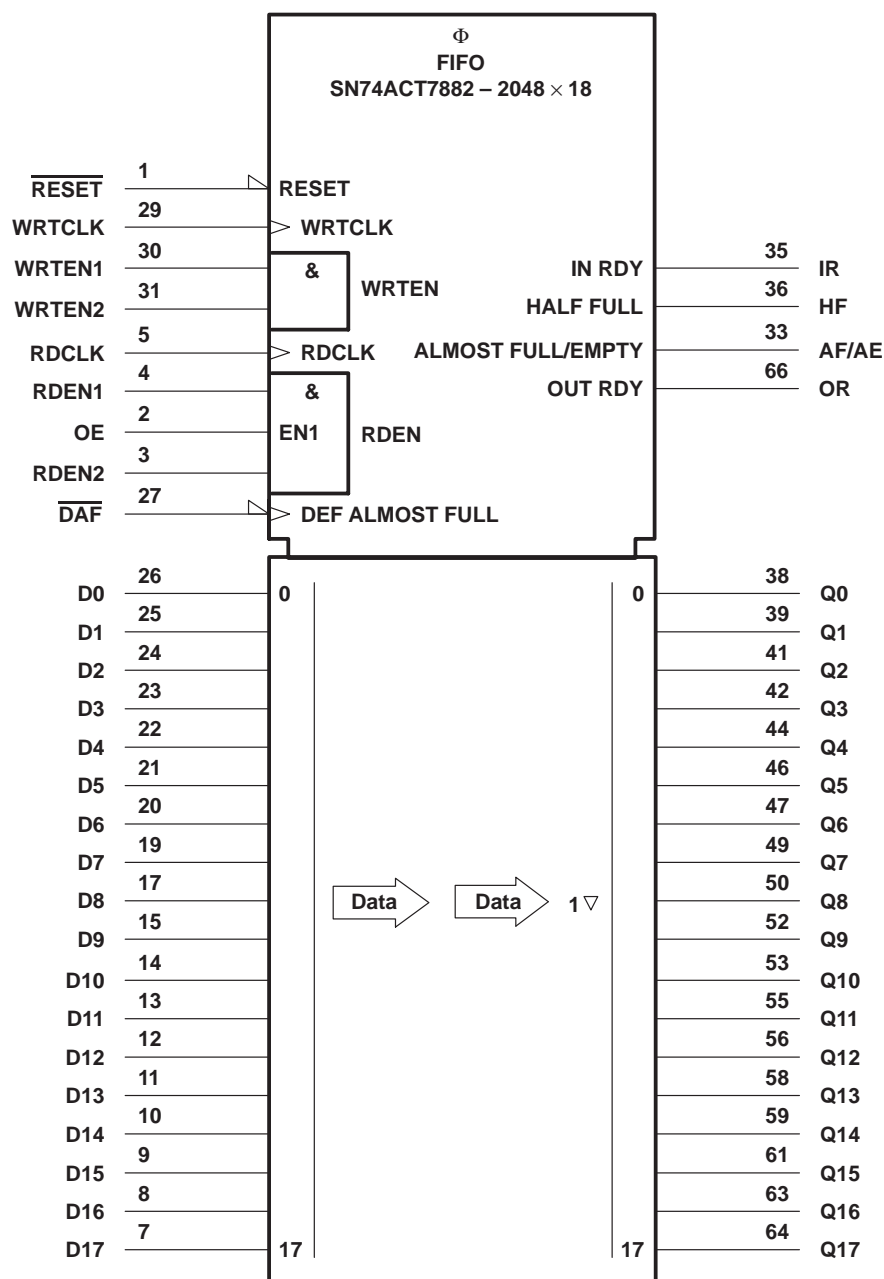 Φ
FIFO
SN74ACT7882 – 2048 × 18
RESET 1 RESET
WRTCLK 29 WRTCLK
WRTEN1 30 &
WRTEN
WRTEN2 31
RDCLK 5 RDCLK
RDEN1 4 &
OE 2 EN1 RDEN
RDEN2 3
DAF 27 DEF ALMOST FULL
IN RDY 35 IR
HALF FULL 36 HF
ALMOST FULL/EMPTY 33 AF/AE
OUT RDY 66 OR
D0 26 0 0 38 Q0
D1 25 39 Q1
D2 24 41 Q2
D3 23 42 Q3
D4 22 44 Q4
D5 21 46 Q5
D6 20 47 Q6
D7 19 49 Q7
D8 17 Data Data 1 ▽ 50 Q8
D9 15 52 Q9
D10 14 53 Q10
D11 13 55 Q11
D12 12 56 Q12
D13 11 58 Q13
D14 10 59 Q14
D15 9 61 Q15
D16 8 63 Q16
D17 7 17 17 64 Q17